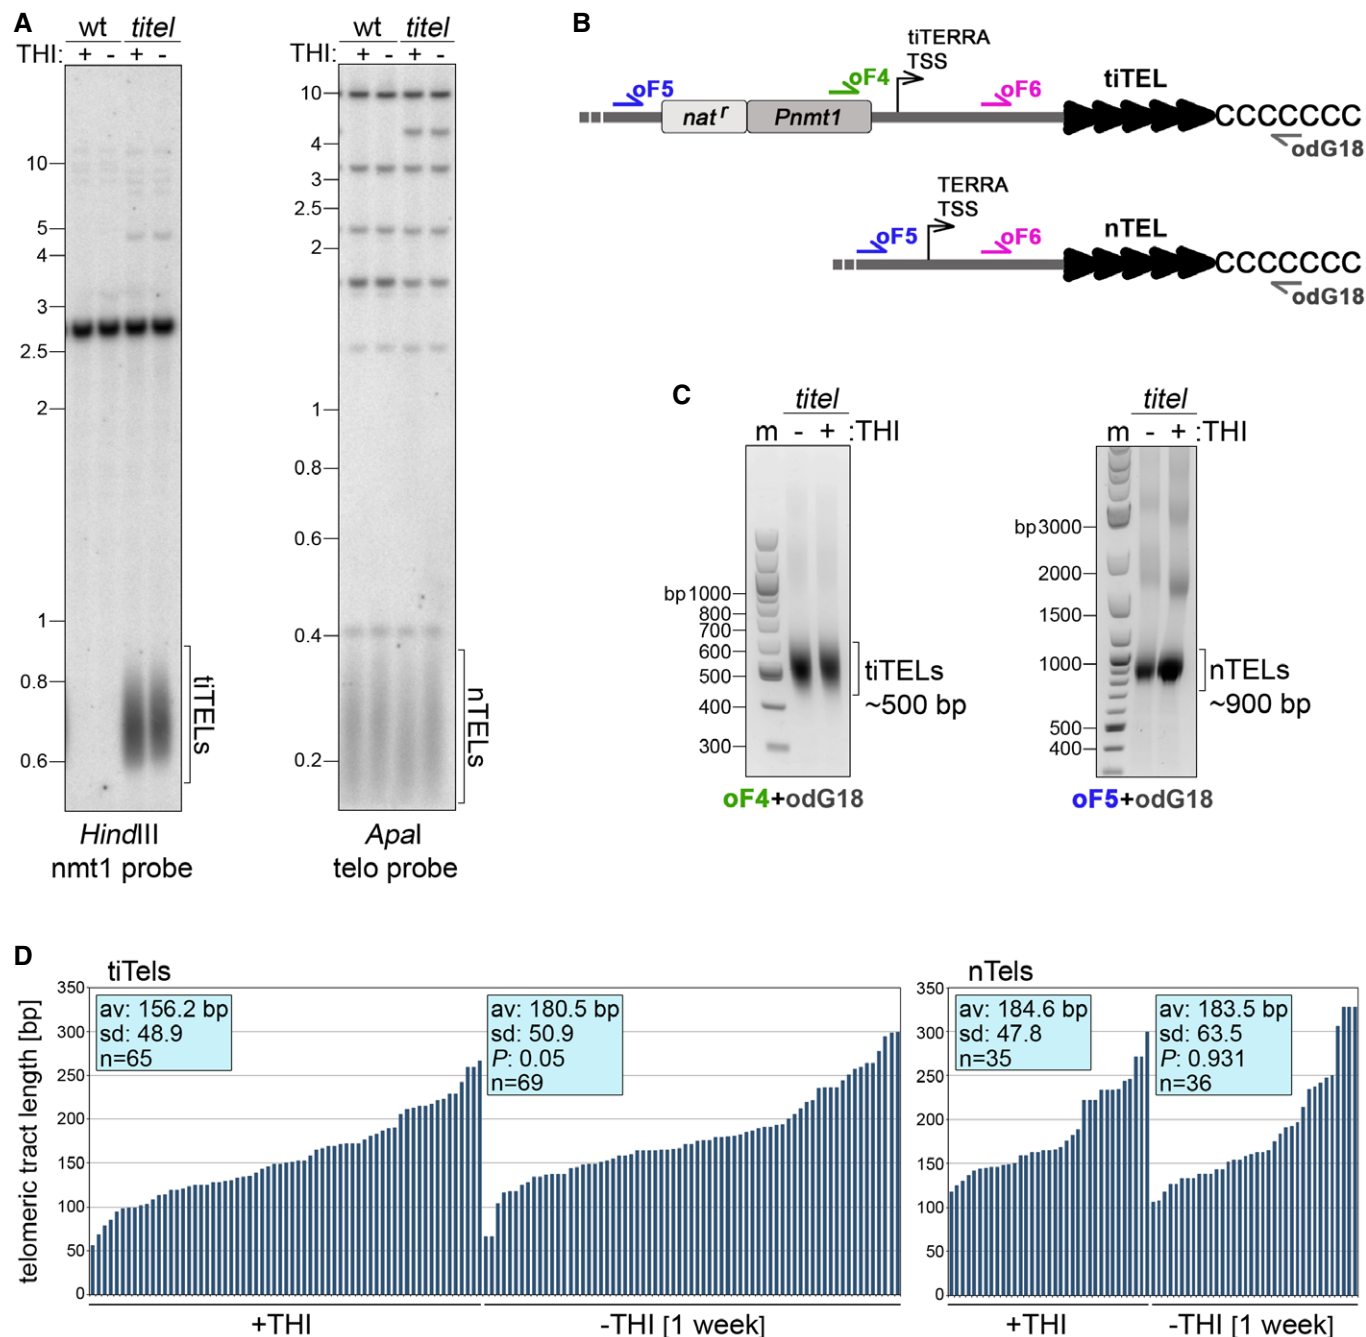 A
wt titel
THI: + - + -
10
5
4
3
2.5
2
1
0.8
0.6
tiTELs
HindIII
nmt1 probe
wt titel
THI: + - + -
10
4
3
2.5
2
1
0.8
0.6
0.4
0.2
nTELs
ApaI
telo probe
B
oF5
nat r
Pnmt1
oF4
tiTERRA
TSS
oF6
tiTEL
CCCCCCCC
odG18
oF5
TERRA
TSS
oF6
nTEL
CCCCCCCC
odG18
C
titel
m - + :THI
bp 1000
800
700
600
500
400
300
tiTELs
~500 bp
oF4+odG18
titel
m - + :THI
bp 3000
2000
1500
1000
500
400
nTELs
~900 bp
oF5+odG18
D
tiTels
telomeric tract length [bp]
350
300
250
200
150
100
50
0
av: 156.2 bp
sd: 48.9
n=65
av: 180.5 bp
sd: 50.9
P: 0.05
n=69
+THI
-THI [1 week]
nTels
350
300
250
200
150
100
50
0
av: 184.6 bp
sd: 47.8
n=35
av: 183.5 bp
sd: 63.5
P: 0.931
n=36
+THI
-THI [1 week]